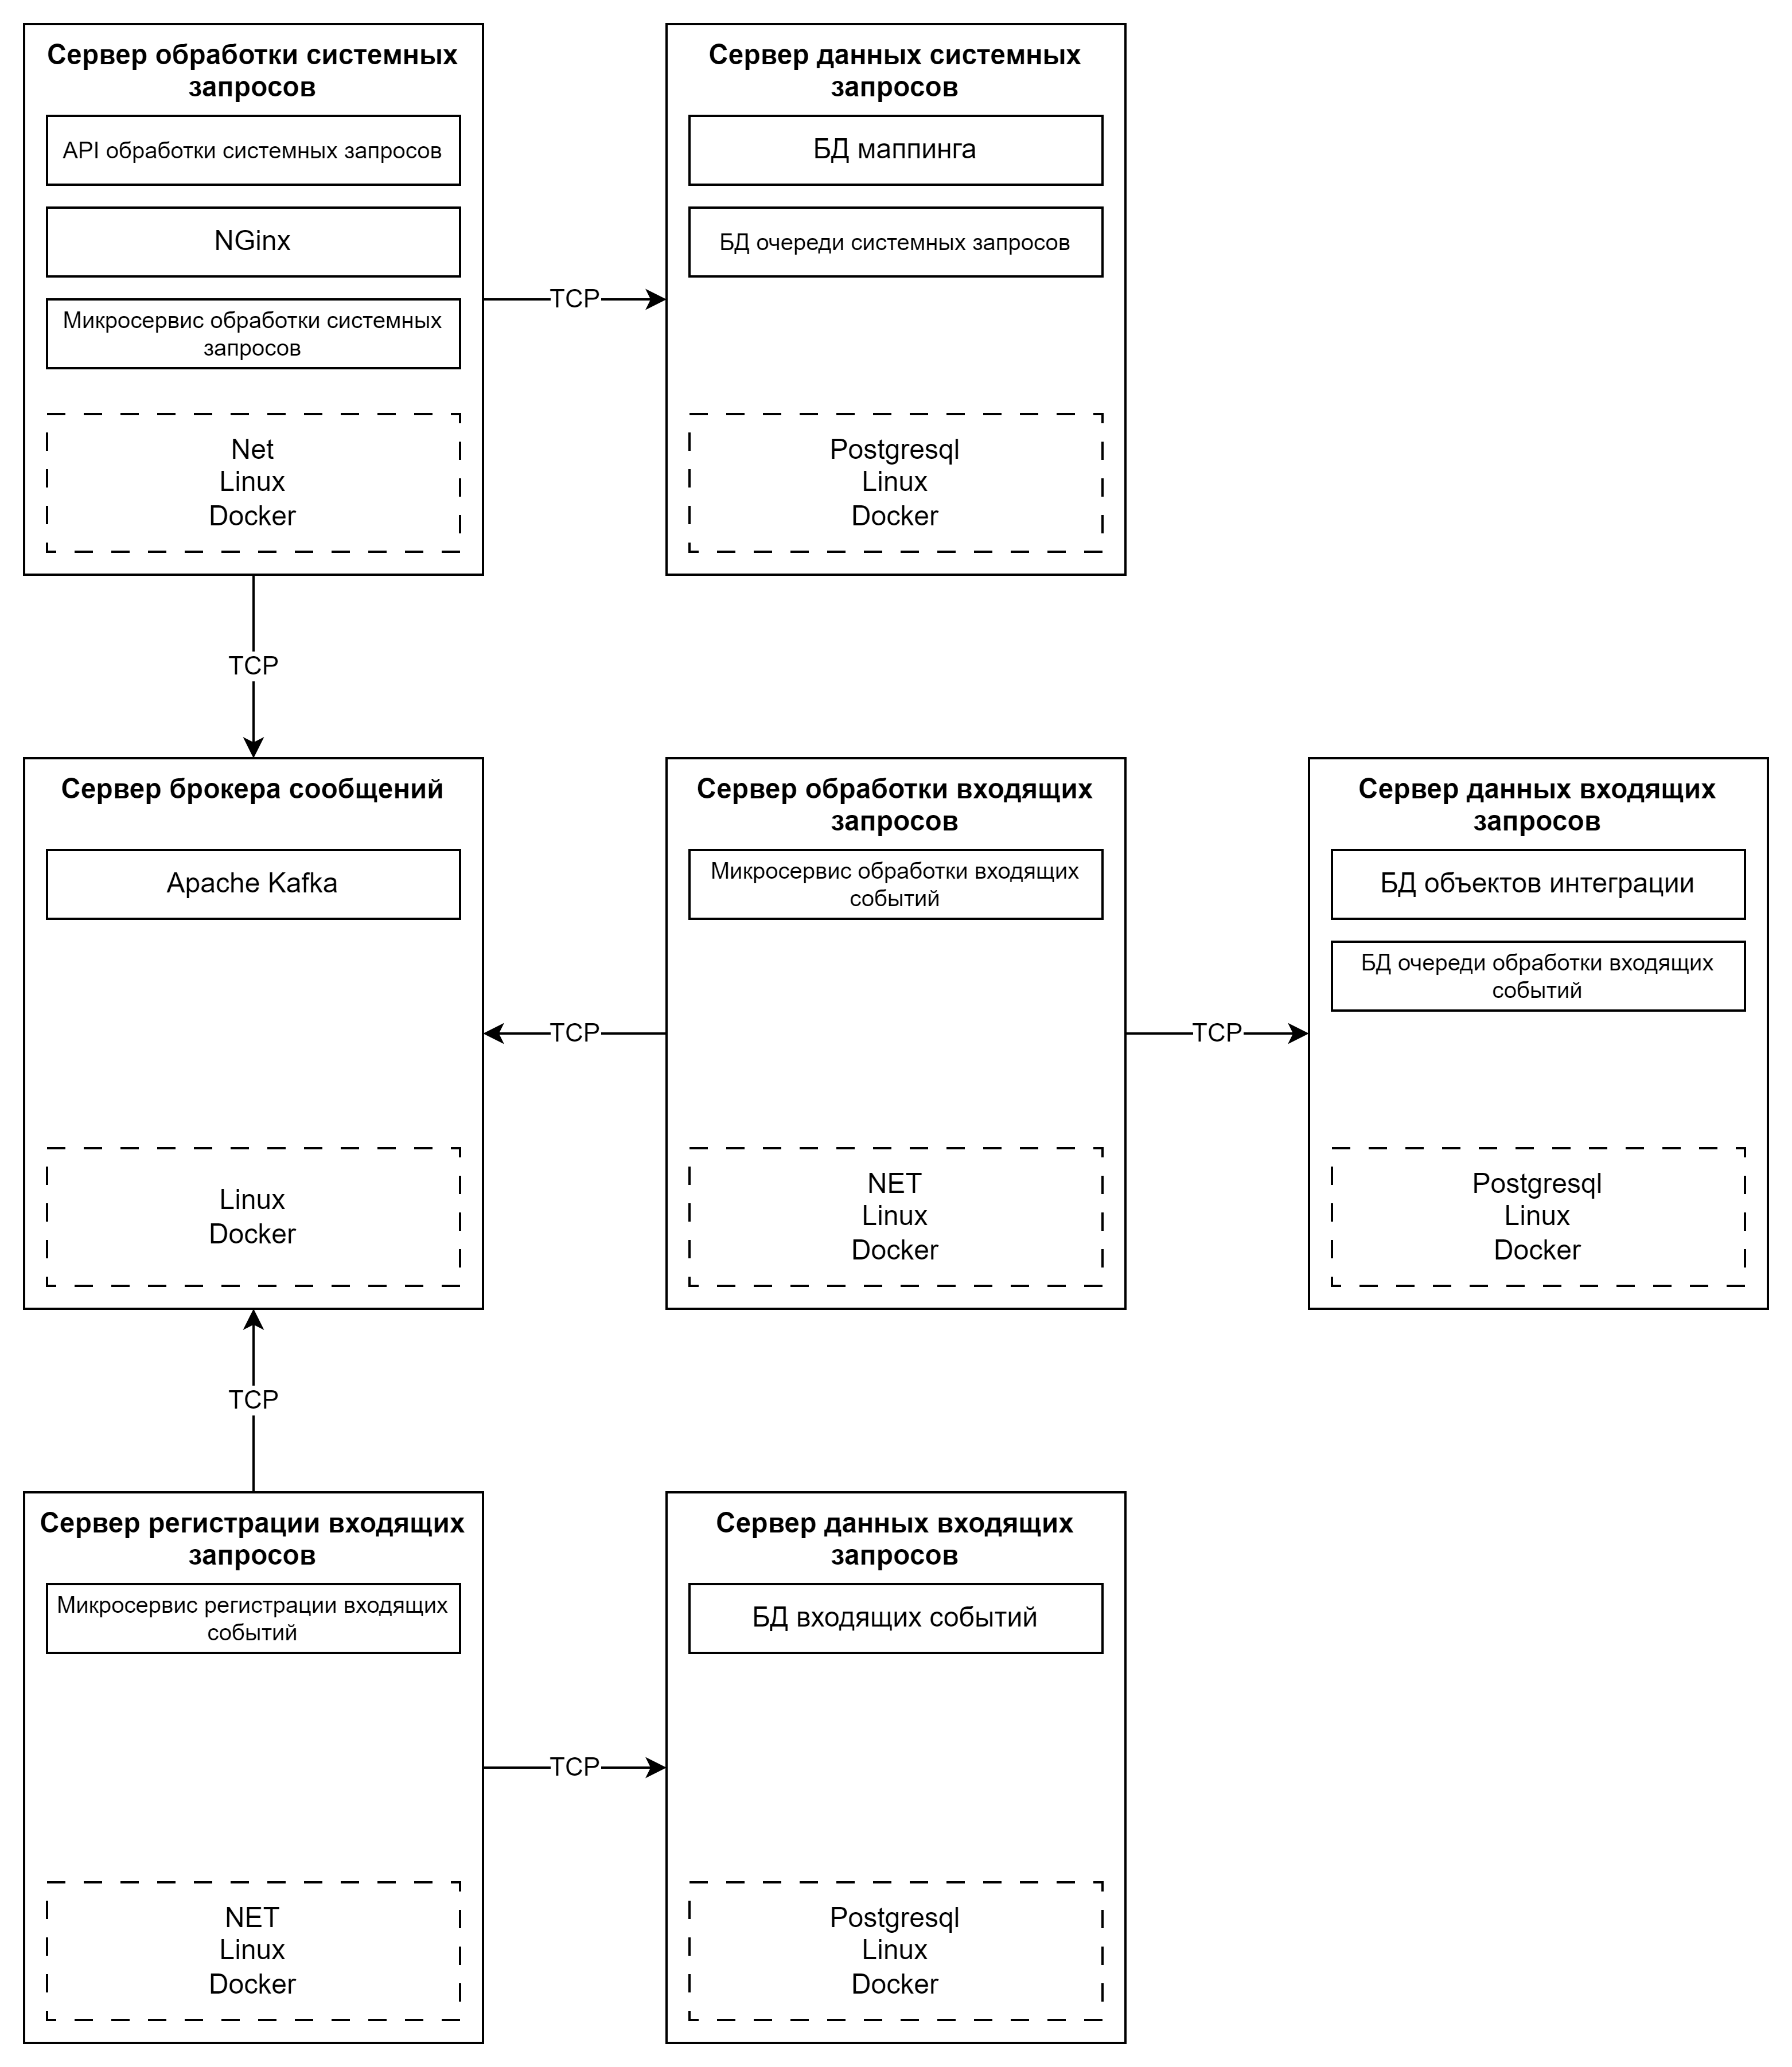 Сервер обработки системных
запросов
API обработки системных запросов
NGinx
Микросервис обработки системных
запросов
Net
Linux
Docker
TCP
Сервер данных системных
запросов
БД маппинга
БД очереди системных запросов
Postgresql
Linux
Docker
TCP
Сервер брокера сообщений
Apache Kafka
Linux
Docker
TCP
Сервер обработки входящих
запросов
Микросервис обработки входящих
событий
NET
Linux
Docker
TCP
Сервер данных входящих
запросов
БД объектов интеграции
БД очереди обработки входящих
событий
Postgresql
Linux
Docker
TCP
Сервер регистрации входящих
запросов
Микросервис регистрации входящих
событий
NET
Linux
Docker
TCP
Сервер данных входящих
запросов
БД входящих событий
Postgresql
Linux
Docker